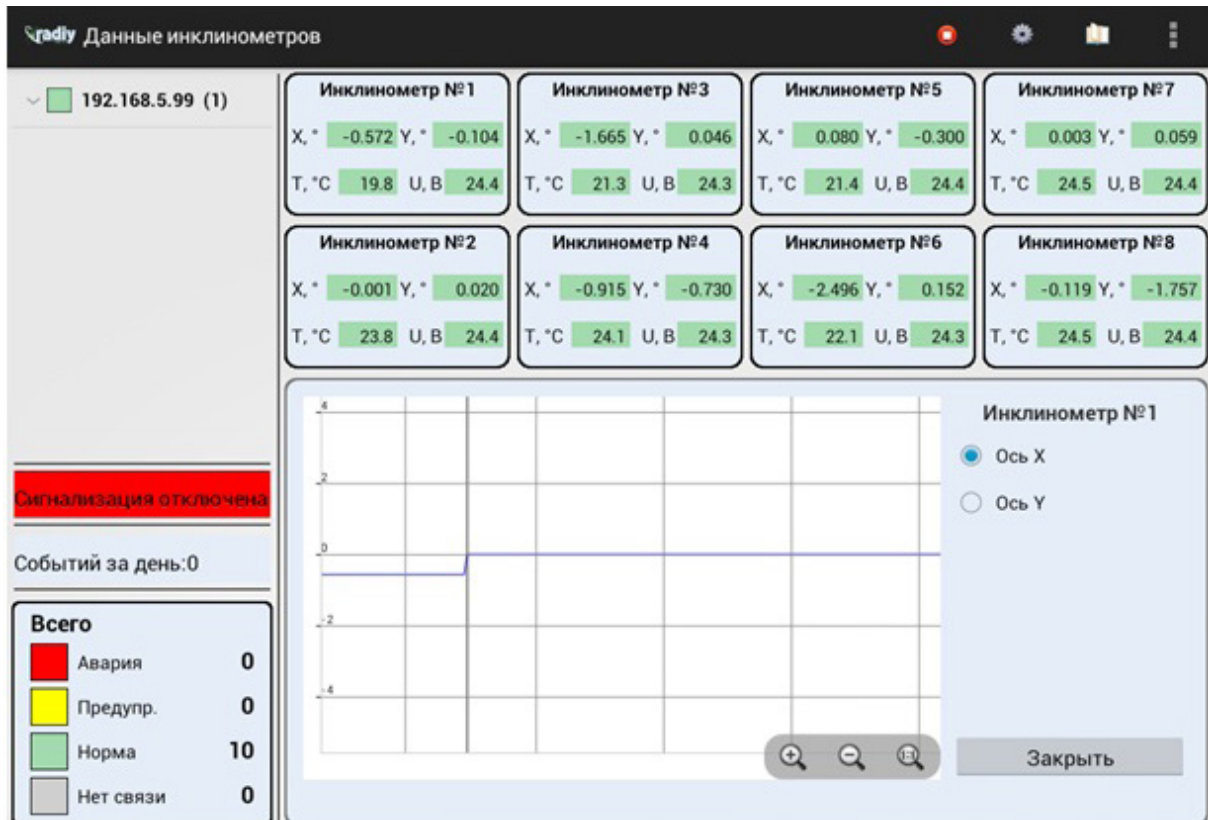 radiy Данные инклинометров
192.168.5.99 (1)
Инклинометр №1
X, ° -0.572 Y, ° -0.104
T, °C 19.8 U, B 24.4
Инклинометр №3
X, ° -1.665 Y, ° 0.046
T, °C 21.3 U, B 24.3
Инклинометр №5
X, ° 0.080 Y, ° -0.300
T, °C 21.4 U, B 24.4
Инклинометр №7
X, ° 0.003 Y, ° 0.059
T, °C 24.5 U, B 24.4
Инклинометр №2
X, ° -0.001 Y, ° 0.020
T, °C 23.8 U, B 24.4
Инклинометр №4
X, ° -0.915 Y, ° -0.730
T, °C 24.1 U, B 24.3
Инклинометр №6
X, ° -2.496 Y, ° 0.152
T, °C 22.1 U, B 24.3
Инклинометр №8
X, ° -0.119 Y, ° -1.757
T, °C 24.5 U, B 24.4
Сигнализация отключена
Событий за день:0
Всего
Авария 0
Предупр. 0
Норма 10
Нет связи 0
4
2
0
-2
-4
Инклинометр №1
Ось X
Ось Y
1:1
Закрыть